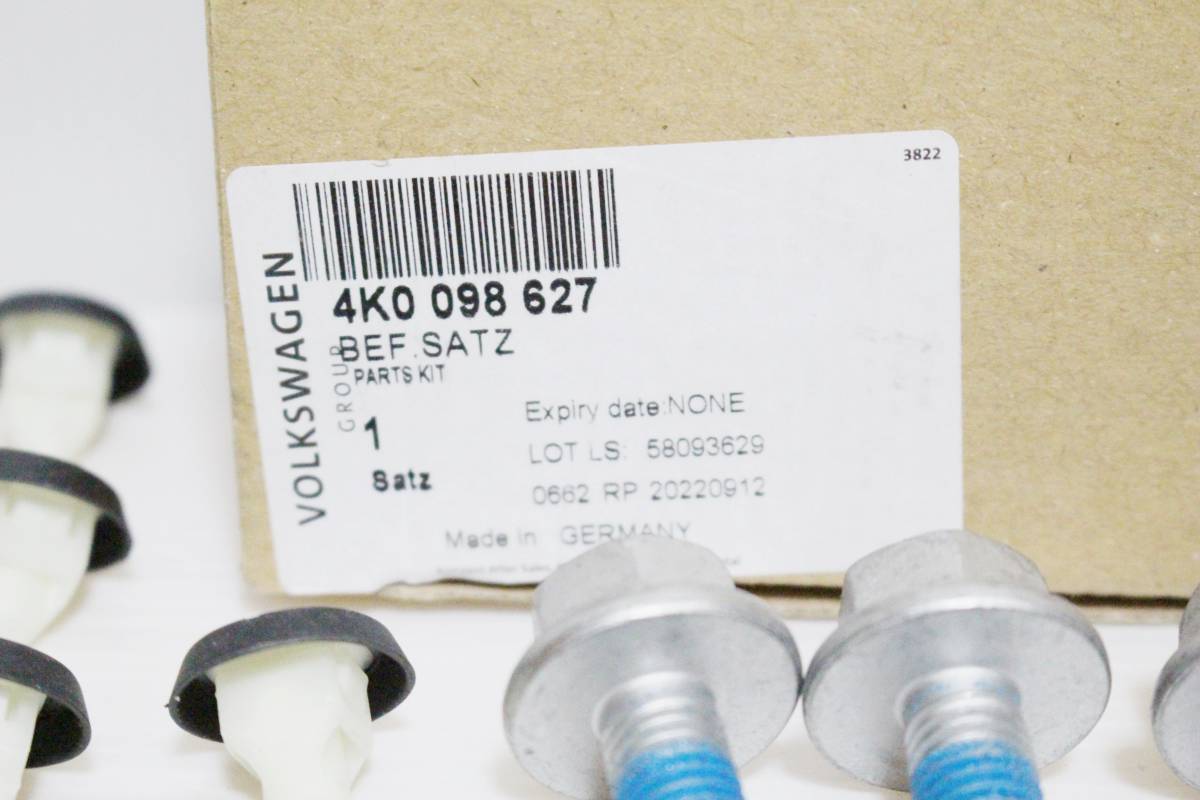 3822
VOLKSWAGEN
GROUP
4K0 098 627
BEF.SATZ
PARTS KIT
1
Satz
Expiry date:NONE
LOT LS: 58093629
0662 RP 20220912
Made in GERMANY